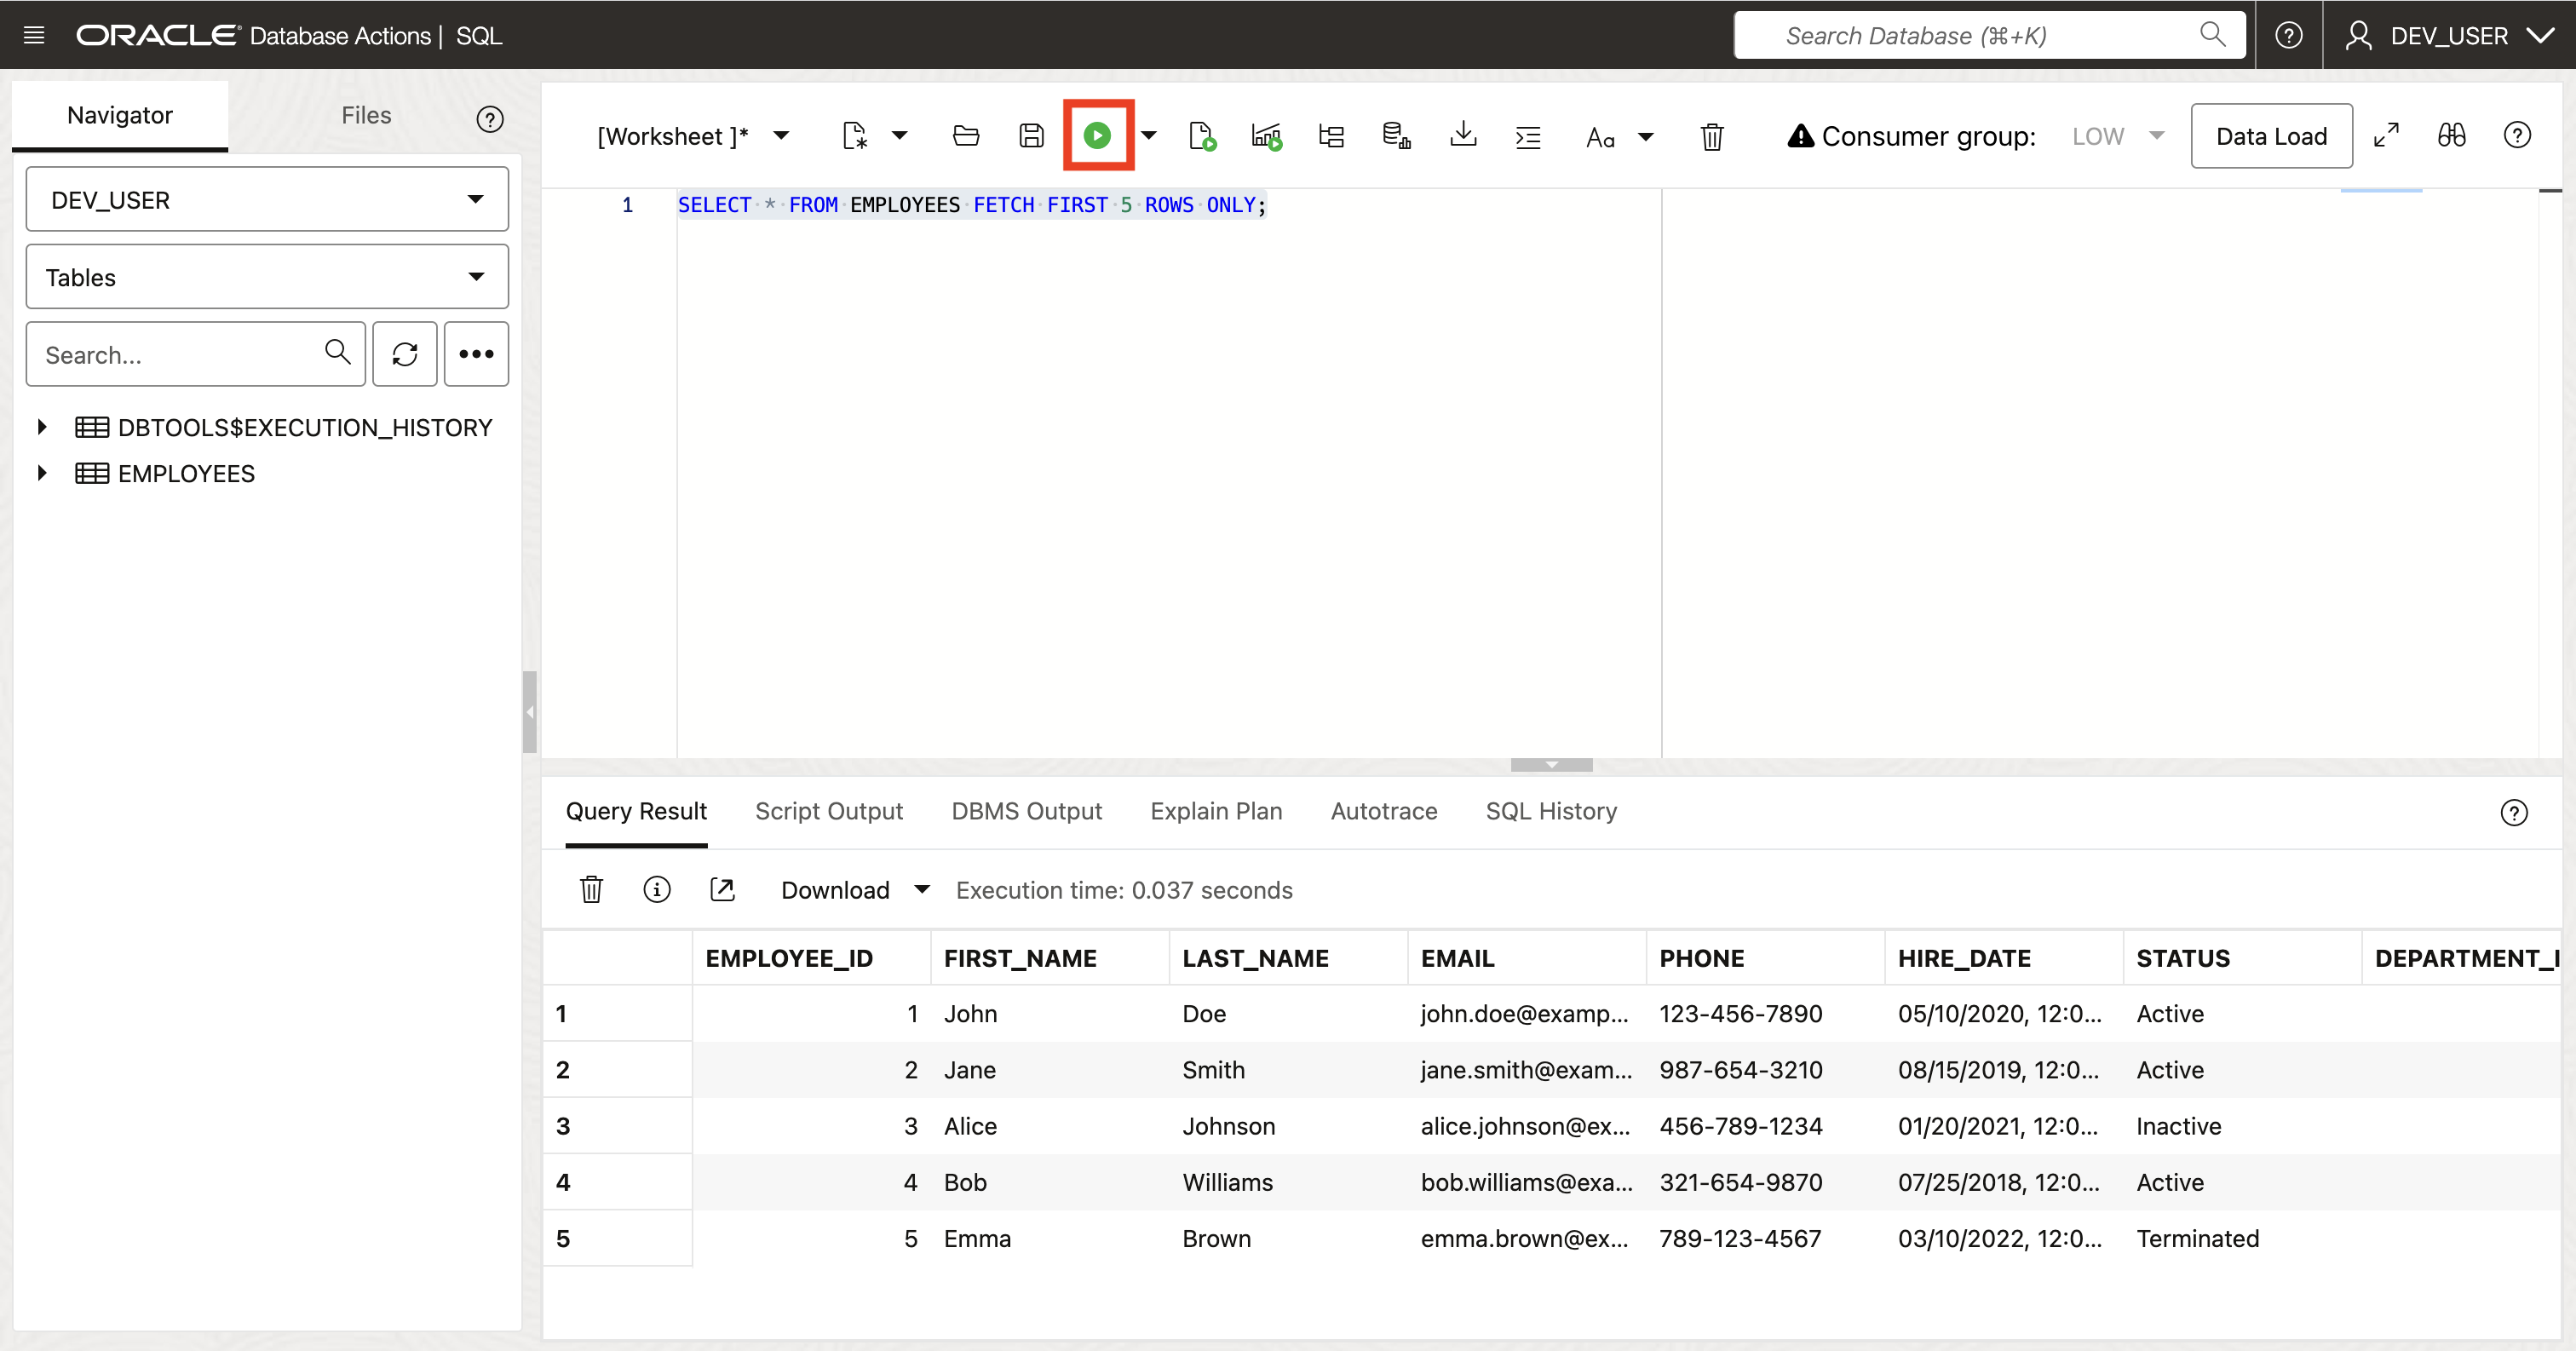 ORACLE Database Actions | SQL
Search Database (⌘+K)
DEV_USER
Navigator
Files
DEV_USER
Tables
Search...
DBTOOLS$EXECUTION_HISTORY
EMPLOYEES
[Worksheet ]*
Aa
Consumer group: LOW
Data Load
1 SELECT * FROM EMPLOYEES FETCH FIRST 5 ROWS ONLY;
Query Result Script Output DBMS Output Explain Plan Autotrace SQL History
Download Execution time: 0.037 seconds
EMPLOYEE_ID FIRST_NAME LAST_NAME EMAIL PHONE HIRE_DATE STATUS DEPARTMENT_I
1 1 John Doe john.doe@examp... 123-456-7890 05/10/2020, 12:0... Active
2 2 Jane Smith jane.smith@exam... 987-654-3210 08/15/2019, 12:0... Active
3 3 Alice Johnson alice.johnson@ex... 456-789-1234 01/20/2021, 12:0... Inactive
4 4 Bob Williams bob.williams@exa... 321-654-9870 07/25/2018, 12:0... Active
5 5 Emma Brown emma.brown@ex... 789-123-4567 03/10/2022, 12:0... Terminated